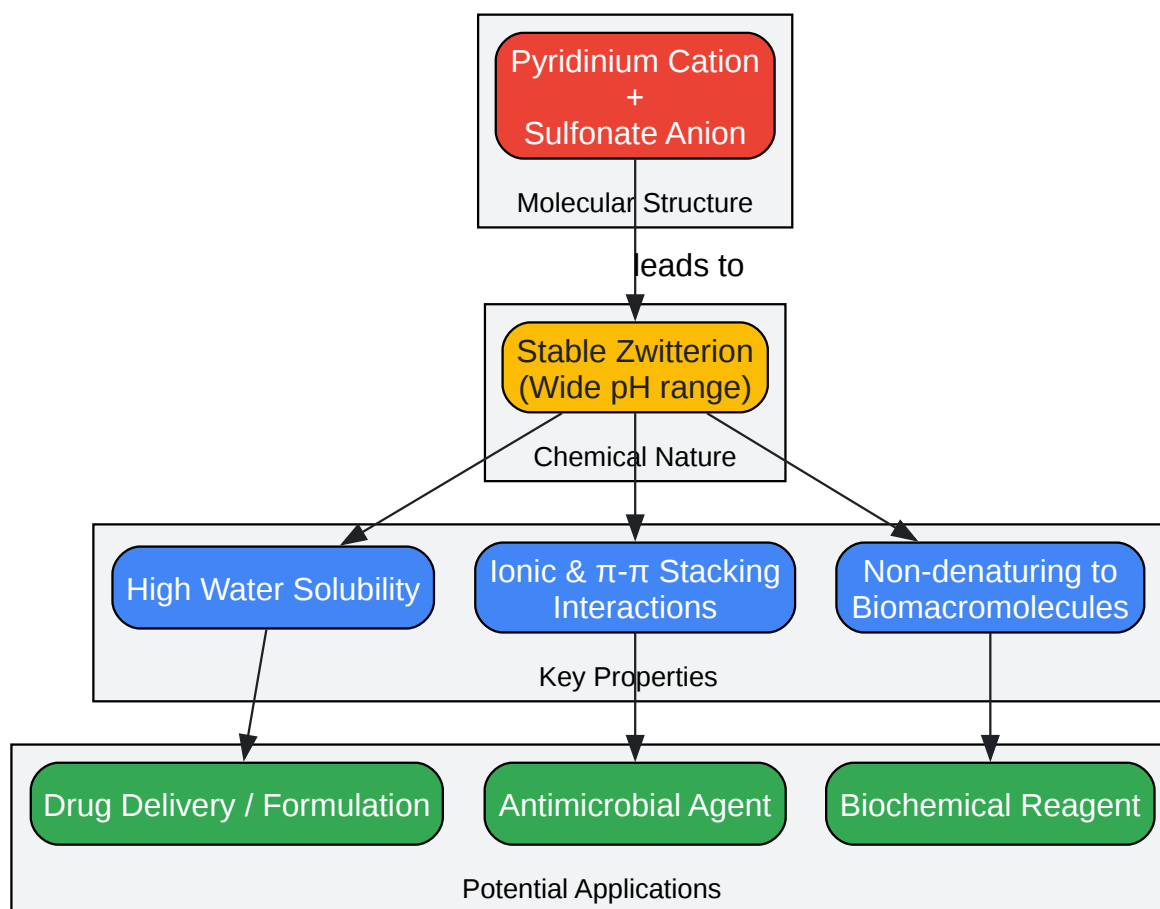 Pyridinium Cation
+
Sulfonate Anion
Molecular Structure
leads to
Stable Zwitterion
(Wide pH range)
Chemical Nature
High Water Solubility
Ionic & π-π Stacking
Interactions
Non-denaturing to
Biomacromolecules
Key Properties
Drug Delivery / Formulation
Antimicrobial Agent
Biochemical Reagent
Potential Applications